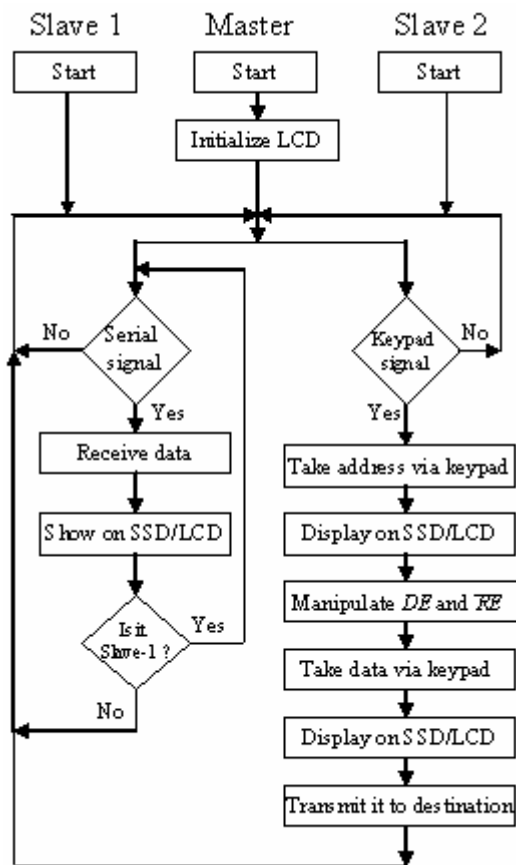 Slave 1
Master
Slave 2
Start
Start
Start
Initialize LCD
No
Serial
signal
Keypad
signal
No
Yes
Yes
Receive data
Take address via keypad
Show on SSD/LCD
Display on SSD/LCD
Manipulate DE and R̅E̅
Is it
Slave-1 ?
Yes
Take data via keypad
No
Display on SSD/LCD
Transmit it to destination